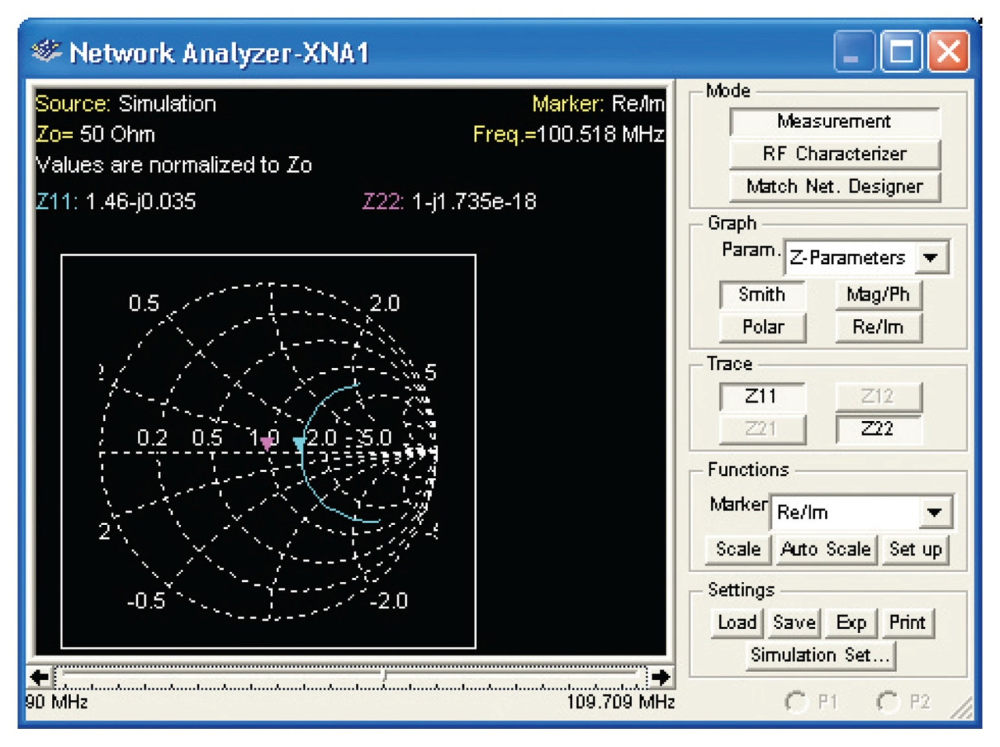 Network Analyzer-XNA1
Source: Simulation
Marker: Re/Im
Zo= 50 Ohm
Freq.=100.518 MHz
Values are normalized to Zo
Z11: 1.46-j0.035
Z22: 1-j1.735e-18
0.5
2.0
5
0.2
0.5
1.0
2.0
5.0
2
-0.5
-2.0
90 MHz
109.709 MHz
Mode
Measurement
RF Characterizer
Match Net. Designer
Graph
Param.
Z-Parameters
Smith
Mag/Ph
Polar
Re/Im
Trace
Z11
Z12
Z21
Z22
Functions
Marker
Re/Im
Scale
Auto Scale
Set up
Settings
Load
Save
Exp
Print
Simulation Set...
P1
P2